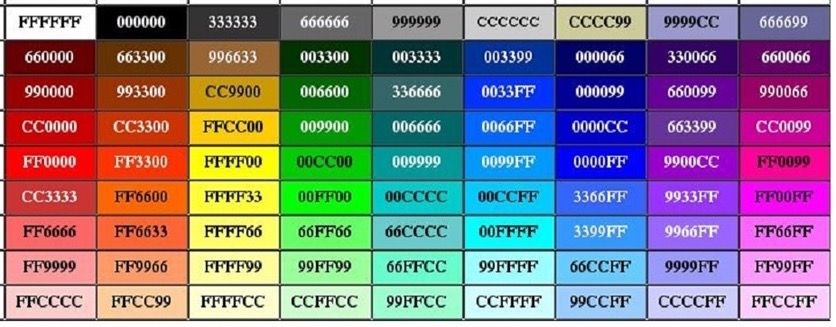 FFFFFF 000000 333333 666666 999999 CCCCCC CCCC99 9999CC 666699
660000 663300 996633 003300 003333 003399 000066 330066 660066
990000 993300 CC9900 006600 336666 0033FF 000099 660099 990066
CC0000 CC3300 FFCC00 009900 006666 0066FF 0000CC 663399 CC0099
FF0000 FF3300 FFFF00 00CC00 009999 0099FF 0000FF 9900CC FF0099
CC3333 FF6600 FFFF33 00FF00 00CCCC 00CCFF 3366FF 9933FF FF00FF
FF6666 FF6633 FFFF66 66FF66 66CCCC 00FFFF 3399FF 9966FF FF66FF
FF9999 FF9966 FFFF99 99FF99 66FFCC 99FFFF 66CCFF 9999FF FF99FF
FFCCCC FFCC99 FFFFCC CCFFCC 99FFCC CCFFFF 99CCFF CCCCFF FFCCFF